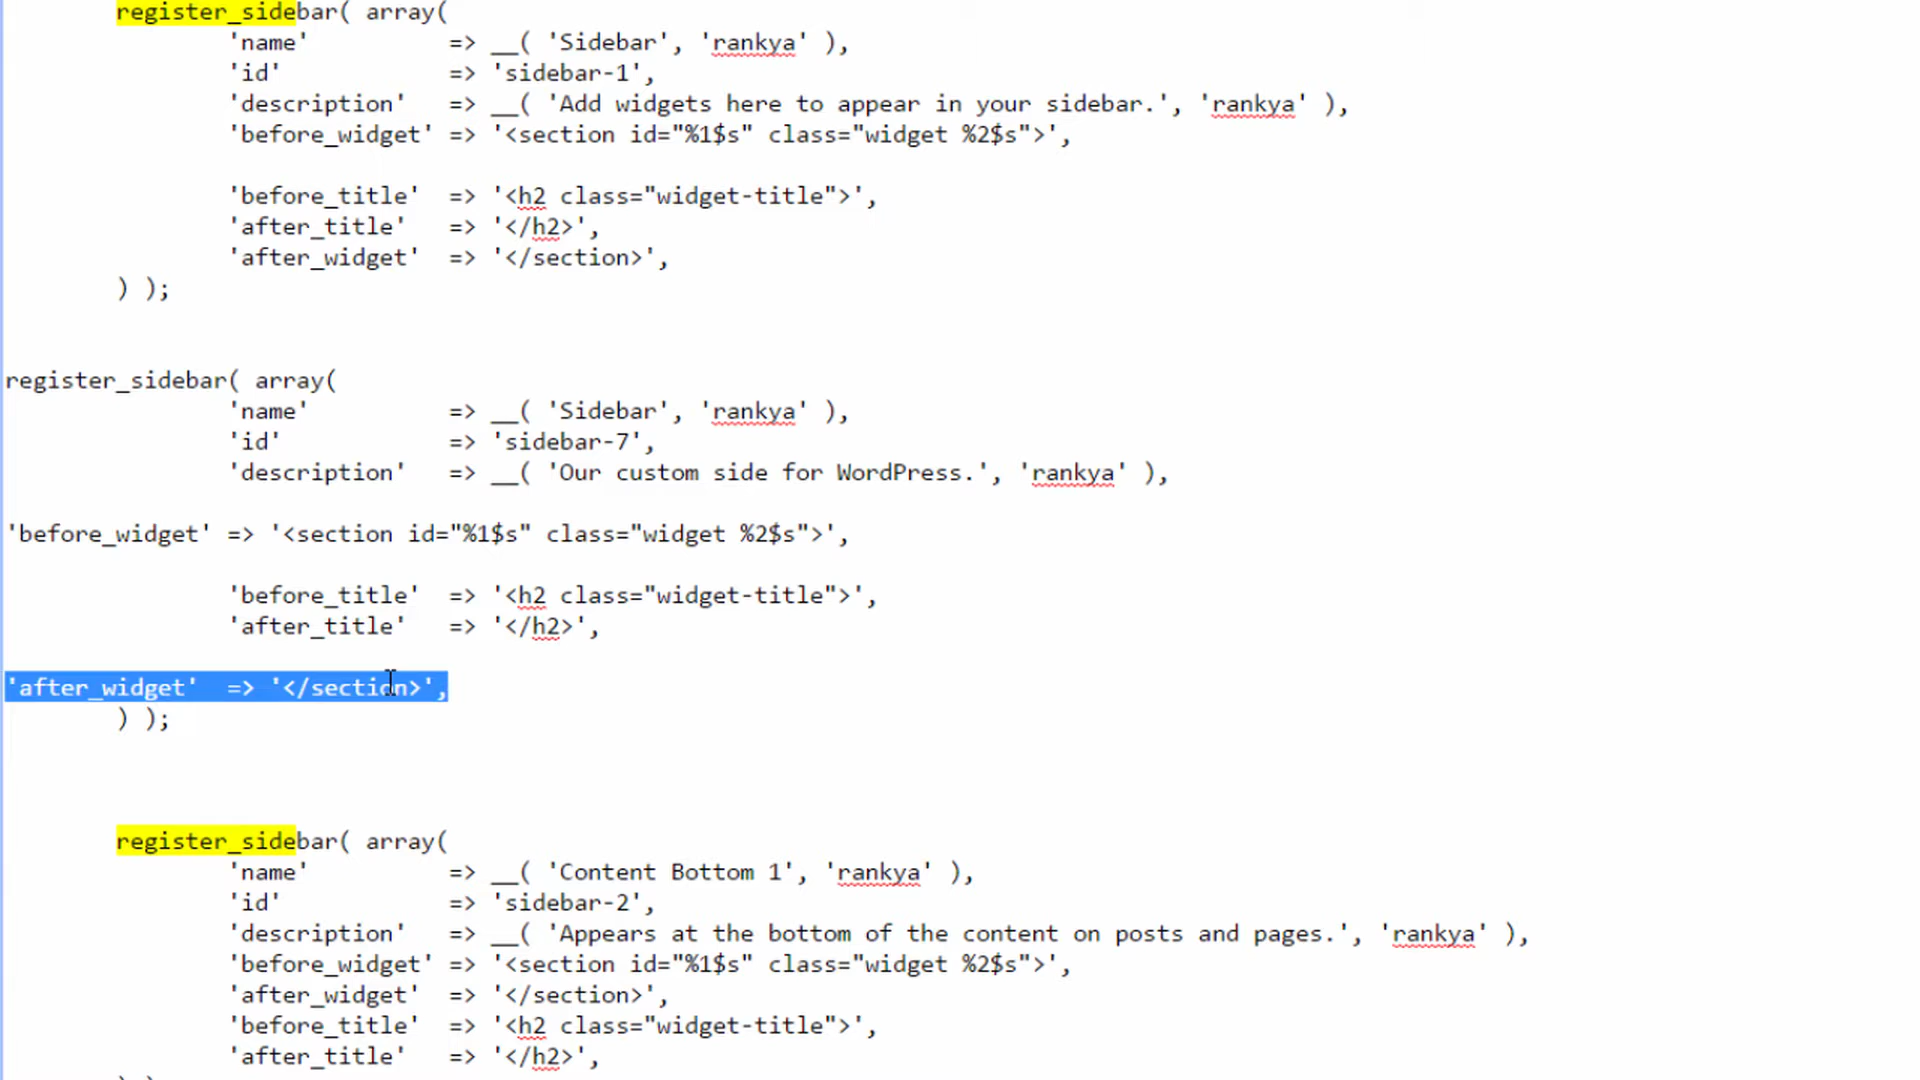 register_sidebar( array(
'name' => __( 'Sidebar', 'rankya' ),
'id' => 'sidebar-1',
'description' => __( 'Add widgets here to appear in your sidebar.', 'rankya' ),
'before_widget' => '<section id="%1$s" class="widget %2$s">',
'before_title' => '<h2 class="widget-title">',
'after_title' => '</h2>',
'after_widget' => '</section>',
) );
register_sidebar( array(
'name' => __( 'Sidebar', 'rankya' ),
'id' => 'sidebar-7',
'description' => __( 'Our custom side for WordPress.', 'rankya' ),
'before_widget' => '<section id="%1$s" class="widget %2$s">',
'before_title' => '<h2 class="widget-title">',
'after_title' => '</h2>',
'after_widget' => '</section>',
) );
register_sidebar( array(
'name' => __( 'Content Bottom 1', 'rankya' ),
'id' => 'sidebar-2',
'description' => __( 'Appears at the bottom of the content on posts and pages.', 'rankya' ),
'before_widget' => '<section id="%1$s" class="widget %2$s">',
'after_widget' => '</section>',
'before_title' => '<h2 class="widget-title">',
'after_title' => '</h2>',